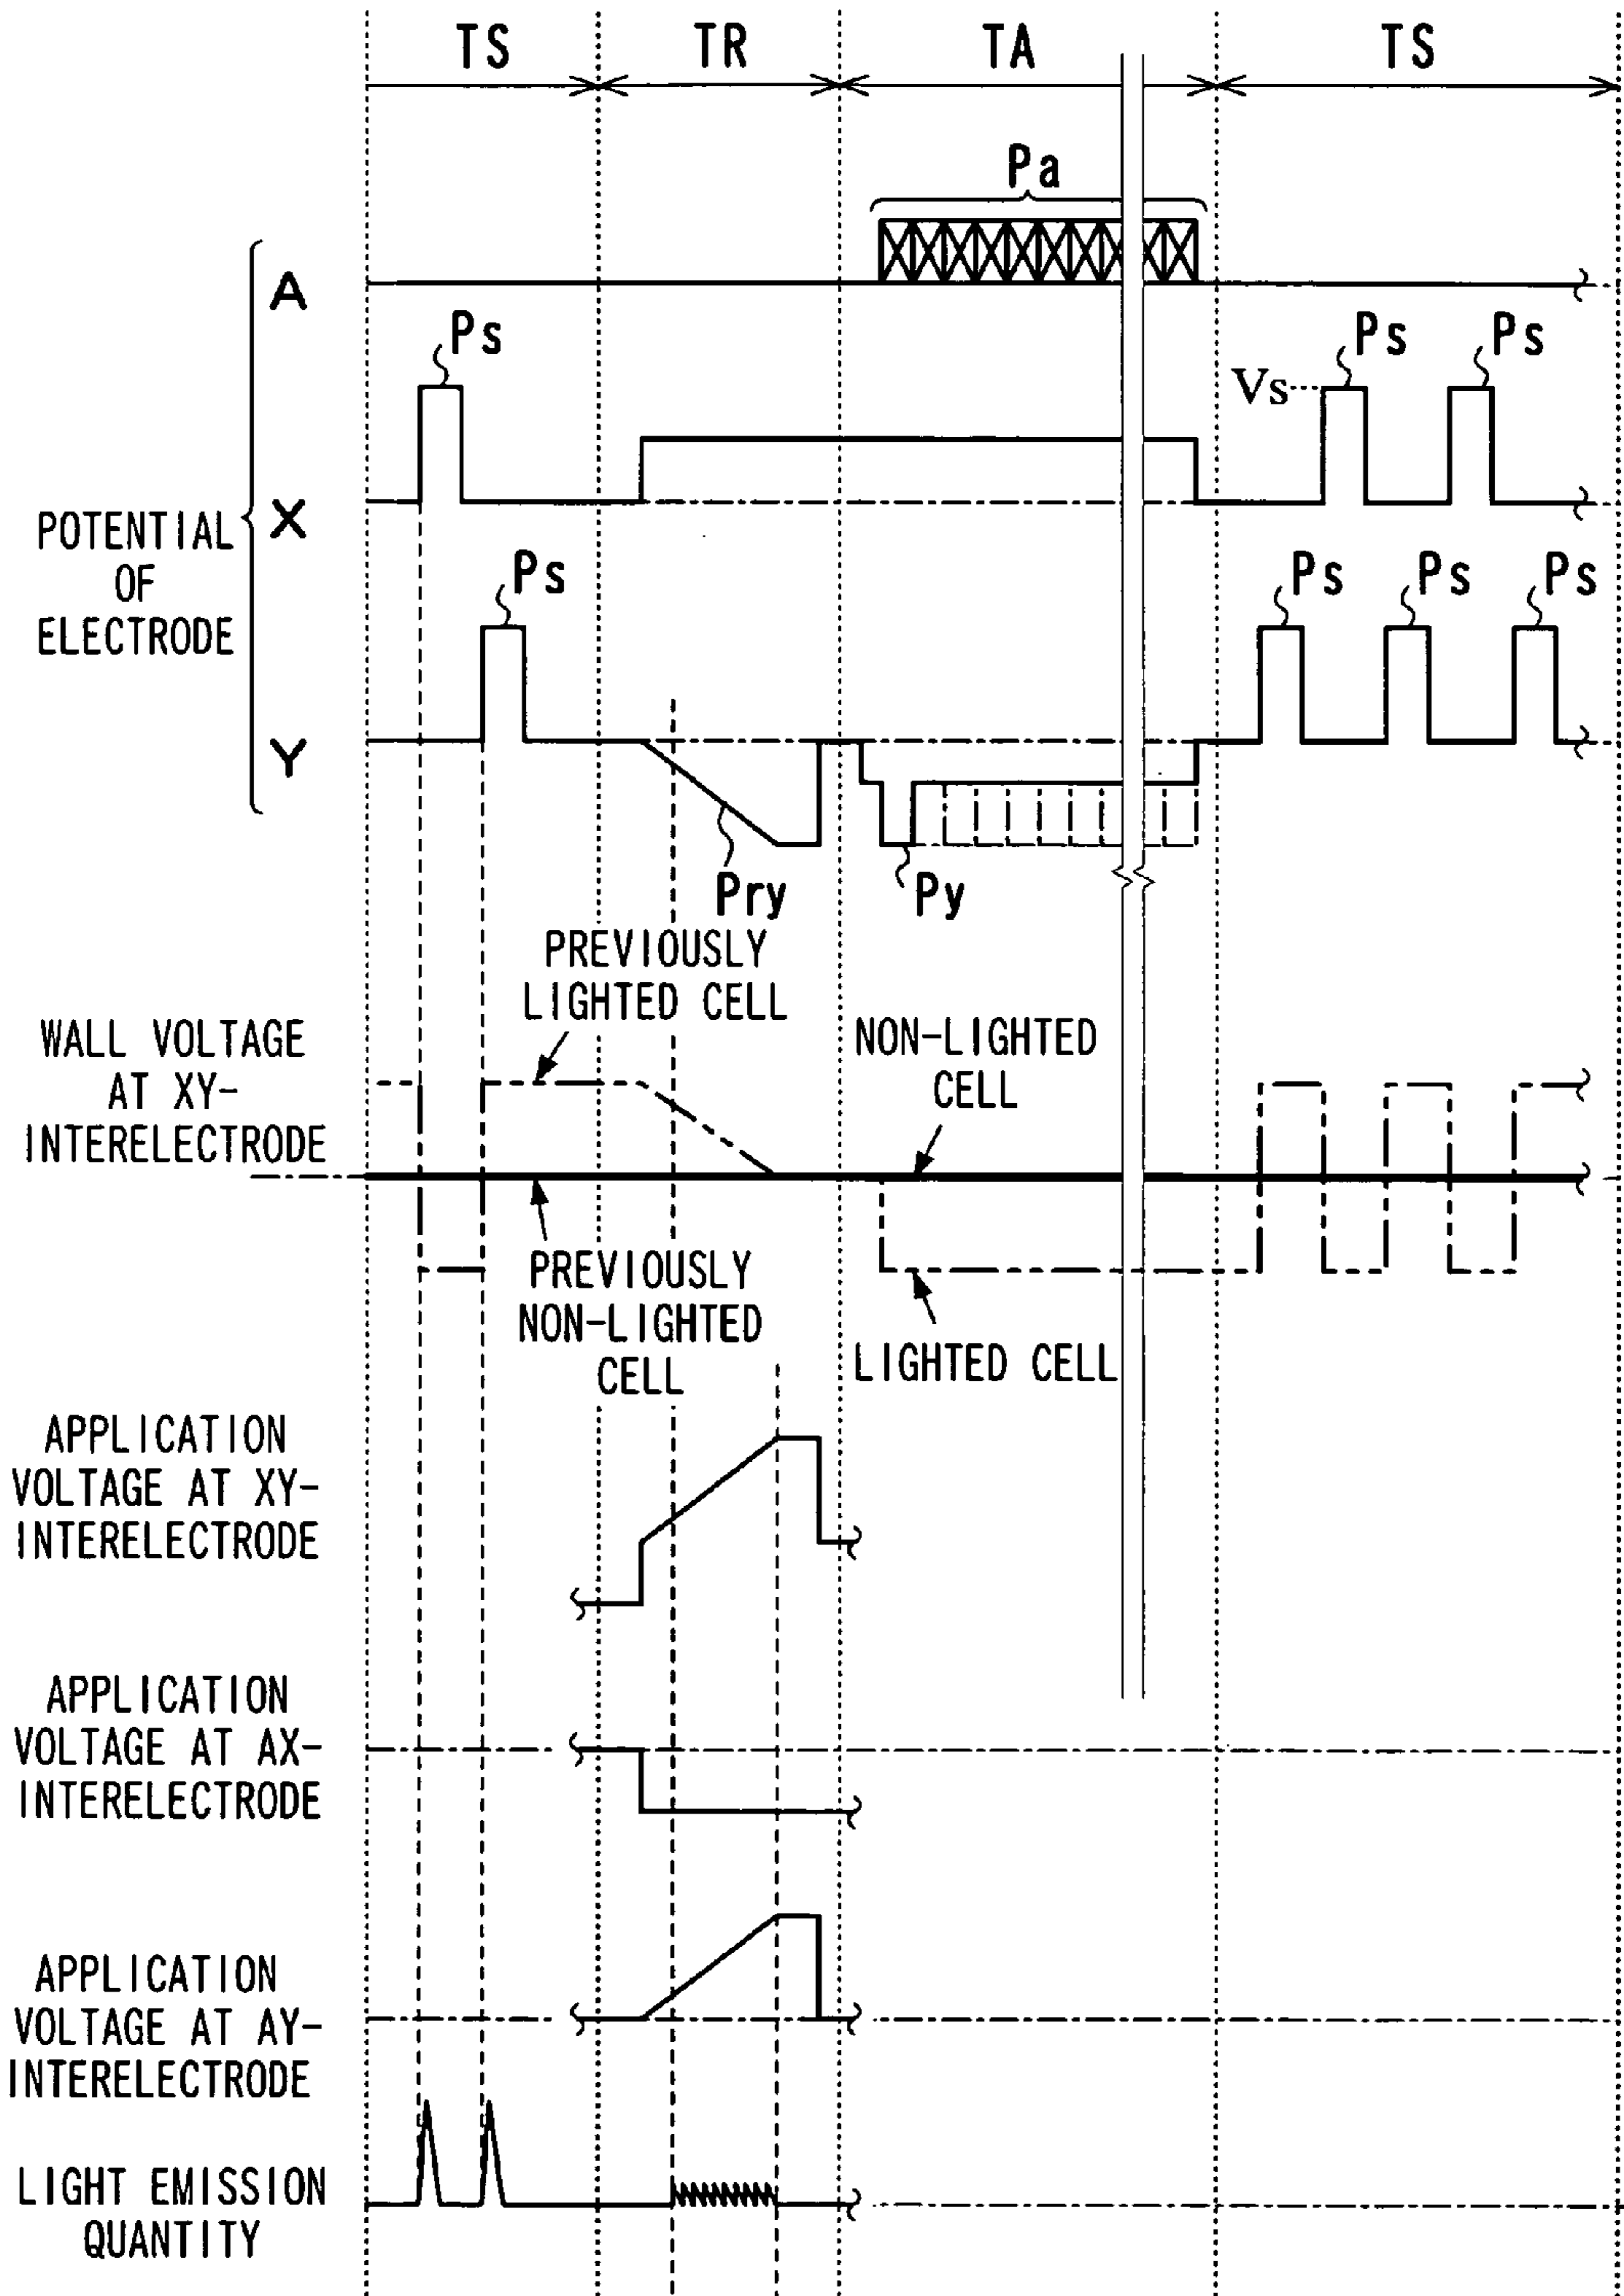 TS TR TA TS
Pa
A
Ps Ps Ps
Vs
X
POTENTIAL
OF
ELECTRODE
Ps Ps Ps Ps
Y
Pry Py
PREVIOUSLY
LIGHTED CELL
WALL VOLTAGE
AT XY-
INTERELECTRODE
NON-LIGHTED
CELL
PREVIOUSLY
NON-LIGHTED
CELL
LIGHTED CELL
APPLICATION
VOLTAGE AT XY-
INTERELECTRODE
APPLICATION
VOLTAGE AT AX-
INTERELECTRODE
APPLICATION
VOLTAGE AT AY-
INTERELECTRODE
LIGHT EMISSION
QUANTITY